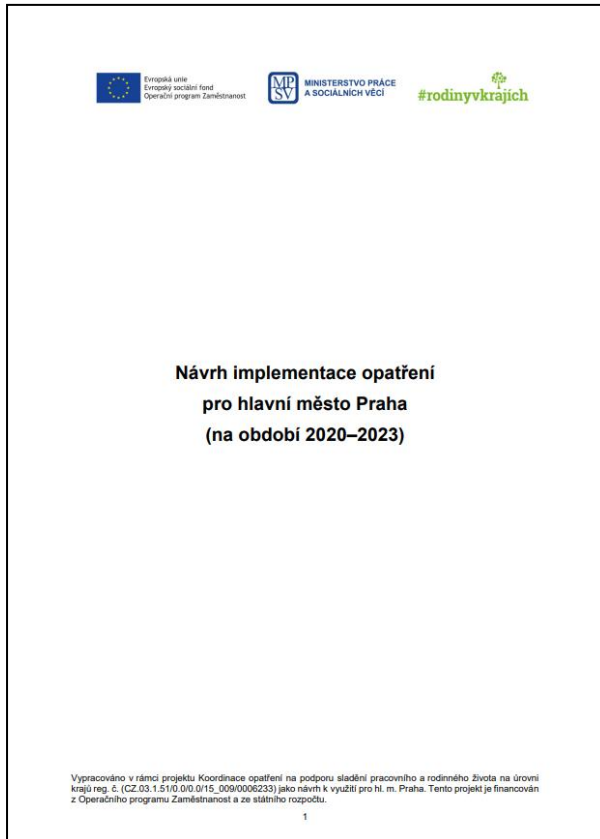 Evropská unie
Evropský sociální fond
Operační program Zaměstnanost
MP
SV
MINISTERSTVO PRÁCE
A SOCIÁLNÍCH VĚCÍ
#rodinyvkrajích
Návrh implementace opatření
pro hlavní město Praha
(na období 2020–2023)
Vypracováno v rámci projektu Koordinace opatření na podporu sladění pracovního a rodinného života na úrovni
krajů reg. č. (CZ.03.1.51/0.0/0.0/15_009/0006233) jako návrh k využití pro hl. m. Praha. Tento projekt je financován
z Operačního programu Zaměstnanost a ze státního rozpočtu.
1